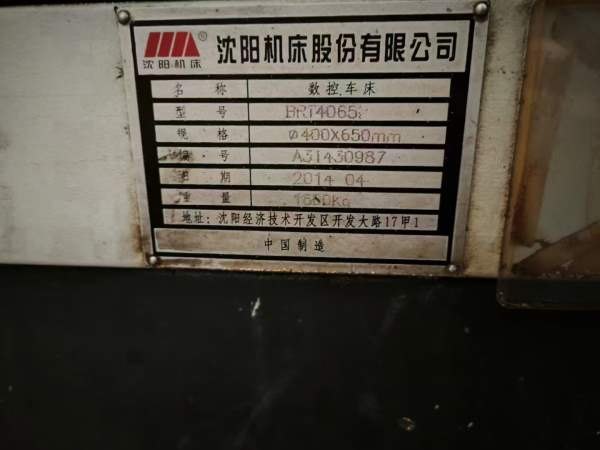 沈阳机床® 沈阳机床股份有限公司
名 称 数控车床
型 号 BRT4065
规 格 ø400X650mm
号 A31430987
日 期 2014 04
重 量
地址：沈阳经济技术开发区开发大路17甲1
中国制造